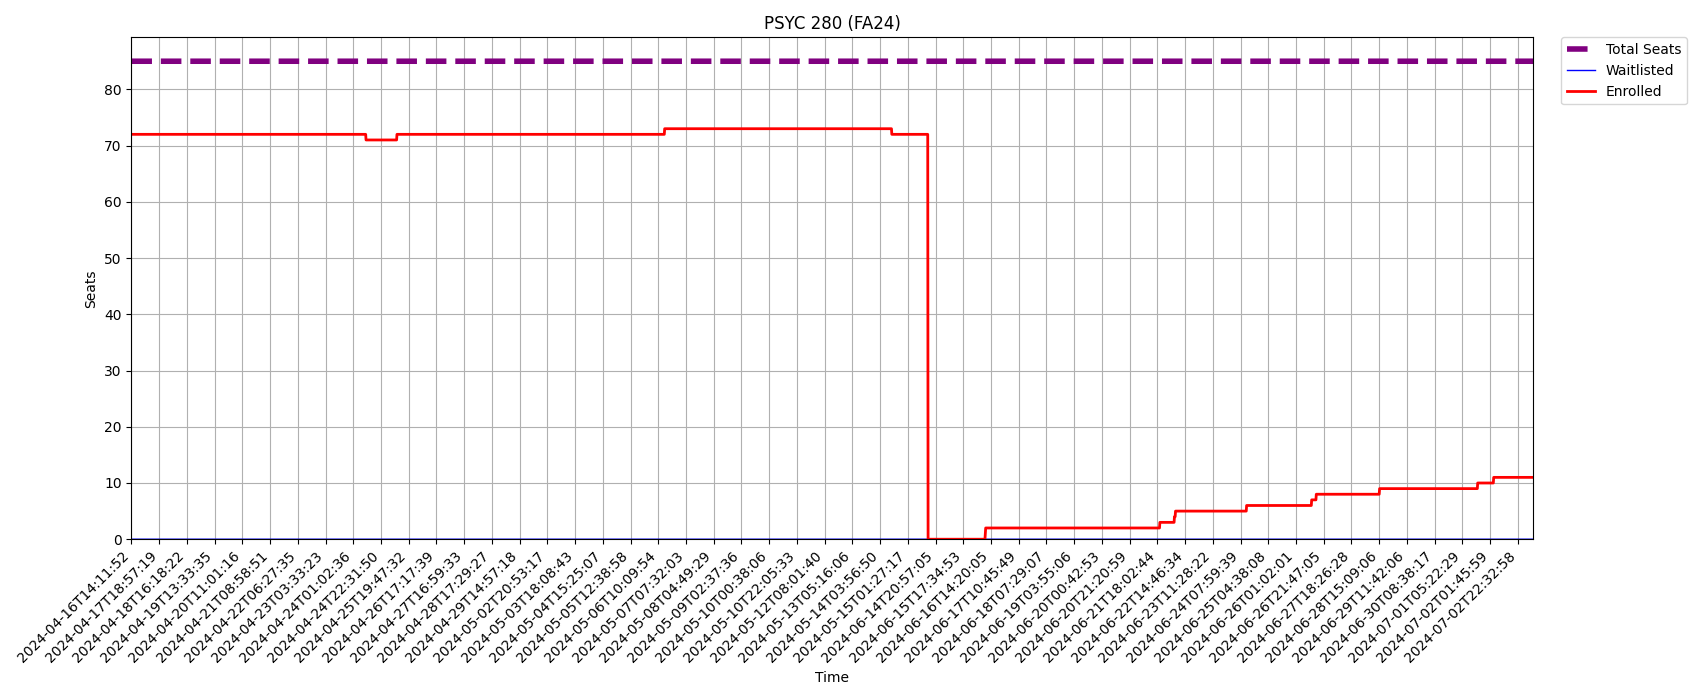 PSYC 280 (FA24)
Total Seats
Waitlisted
Enrolled
Seats
80
70
60
50
40
30
20
10
0
2024-04-16T14:11:52
2024-04-17T18:57:19
2024-04-18T16:18:22
2024-04-19T13:33:35
2024-04-20T11:01:16
2024-04-21T08:58:51
2024-04-22T06:27:35
2024-04-23T03:33:23
2024-04-24T01:02:36
2024-04-24T22:31:50
2024-04-25T19:47:32
2024-04-26T17:17:39
2024-04-27T16:59:33
2024-04-28T17:29:27
2024-04-29T14:57:18
2024-05-02T20:53:17
2024-05-03T18:08:43
2024-05-04T15:25:07
2024-05-05T12:38:58
2024-05-06T10:09:54
2024-05-07T07:32:03
2024-05-08T04:49:29
2024-05-09T02:37:36
2024-05-10T00:38:06
2024-05-10T22:05:33
2024-05-12T08:01:40
2024-05-13T05:16:06
2024-05-14T03:56:50
2024-05-15T01:27:17
2024-06-14T20:57:05
2024-06-15T17:34:53
2024-06-16T14:20:05
2024-06-17T10:45:49
2024-06-18T07:29:07
2024-06-19T03:55:06
2024-06-20T00:42:53
2024-06-20T21:20:59
2024-06-21T18:02:44
2024-06-22T14:46:34
2024-06-23T11:28:22
2024-06-24T07:59:39
2024-06-25T04:38:08
2024-06-26T01:02:01
2024-06-26T21:47:05
2024-06-27T18:26:28
2024-06-28T15:09:06
2024-06-29T11:42:06
2024-06-30T08:38:17
2024-07-01T05:22:29
2024-07-02T01:45:59
2024-07-02T22:32:58
Time